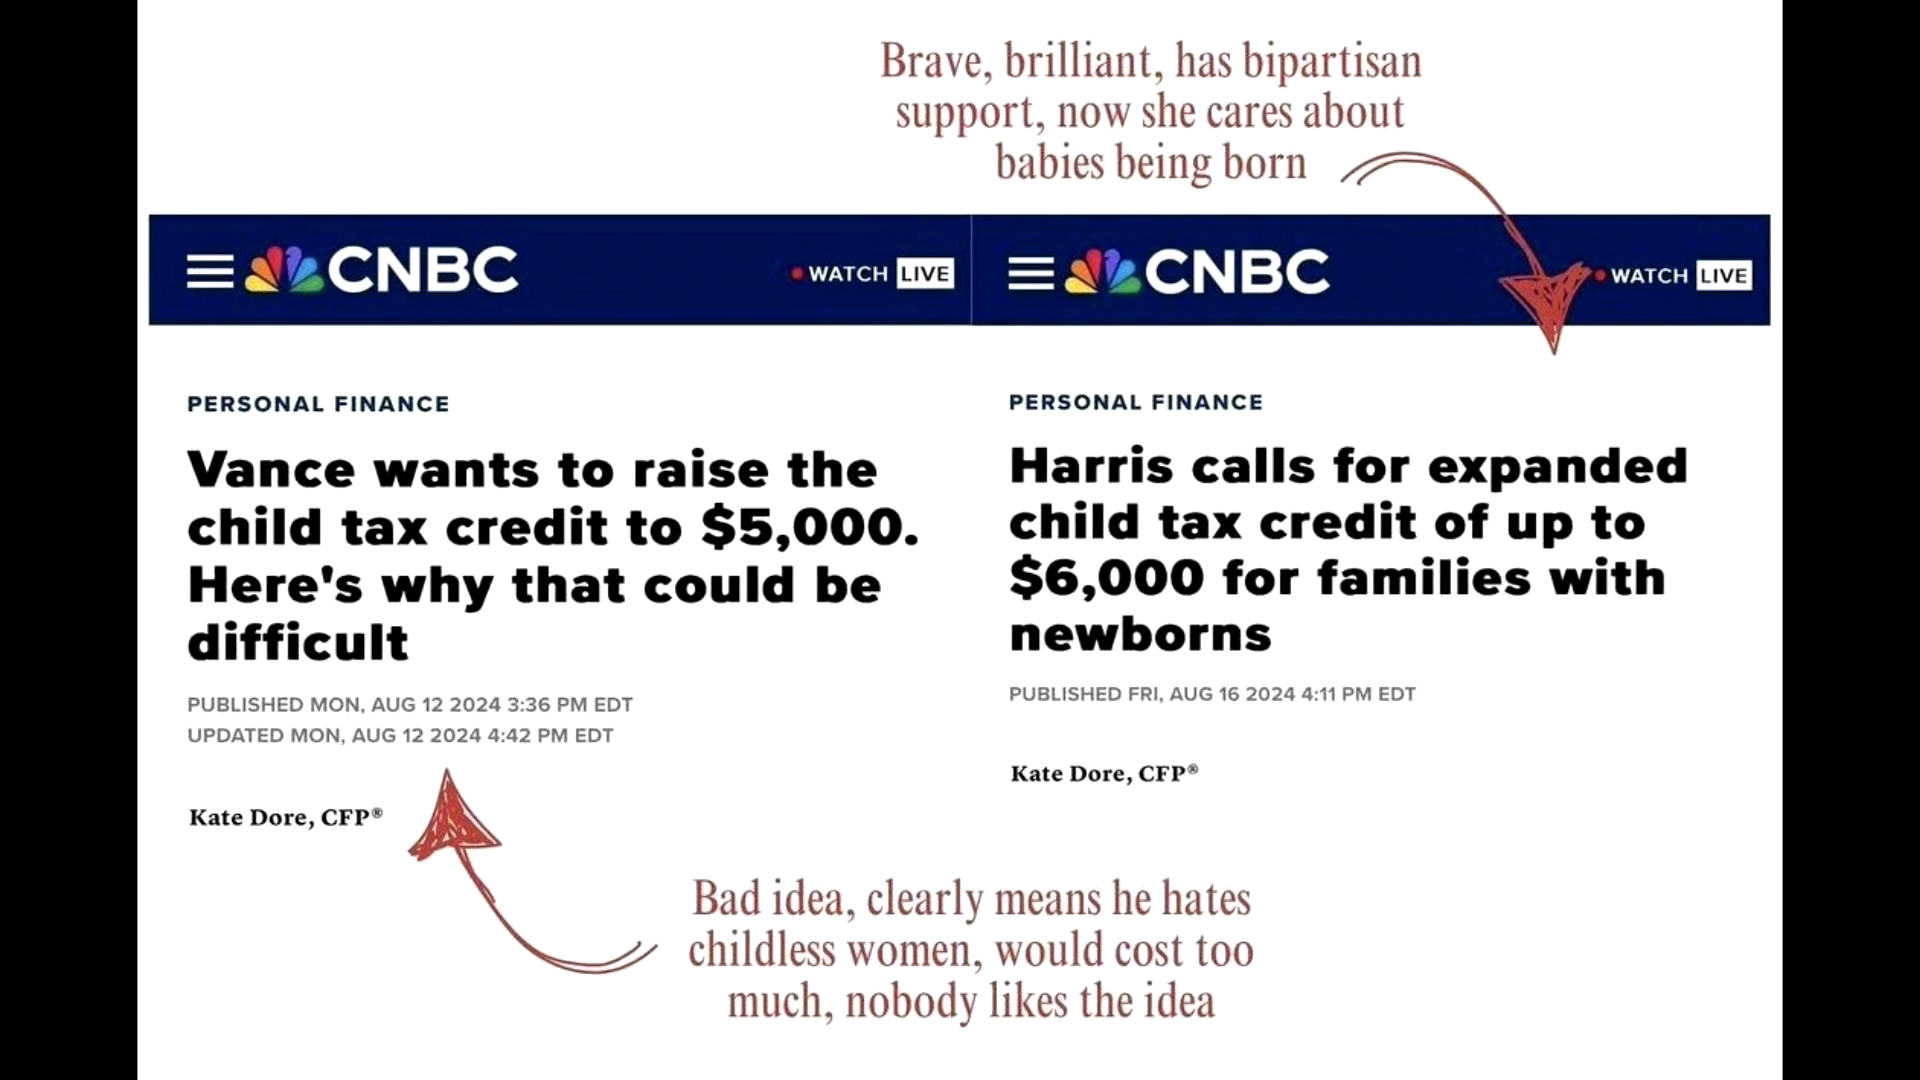 Brave, brilliant, has bipartisan
support, now she cares about
babies being born
CNBC
WATCH LIVE
PERSONAL FINANCE
Vance wants to raise the
child tax credit to $5,000.
Here's why that could be
difficult
PUBLISHED MON, AUG 12 2024 3:36 PM EDT
UPDATED MON, AUG 12 2024 4:42 PM EDT
Kate Dore, CFP®
CNBC
WATCH LIVE
PERSONAL FINANCE
Harris calls for expanded
child tax credit of up to
$6,000 for families with
newborns
PUBLISHED FRI, AUG 16 2024 4:11 PM EDT
Kate Dore, CFP®
Bad idea, clearly means he hates
childless women, would cost too
much, nobody likes the idea